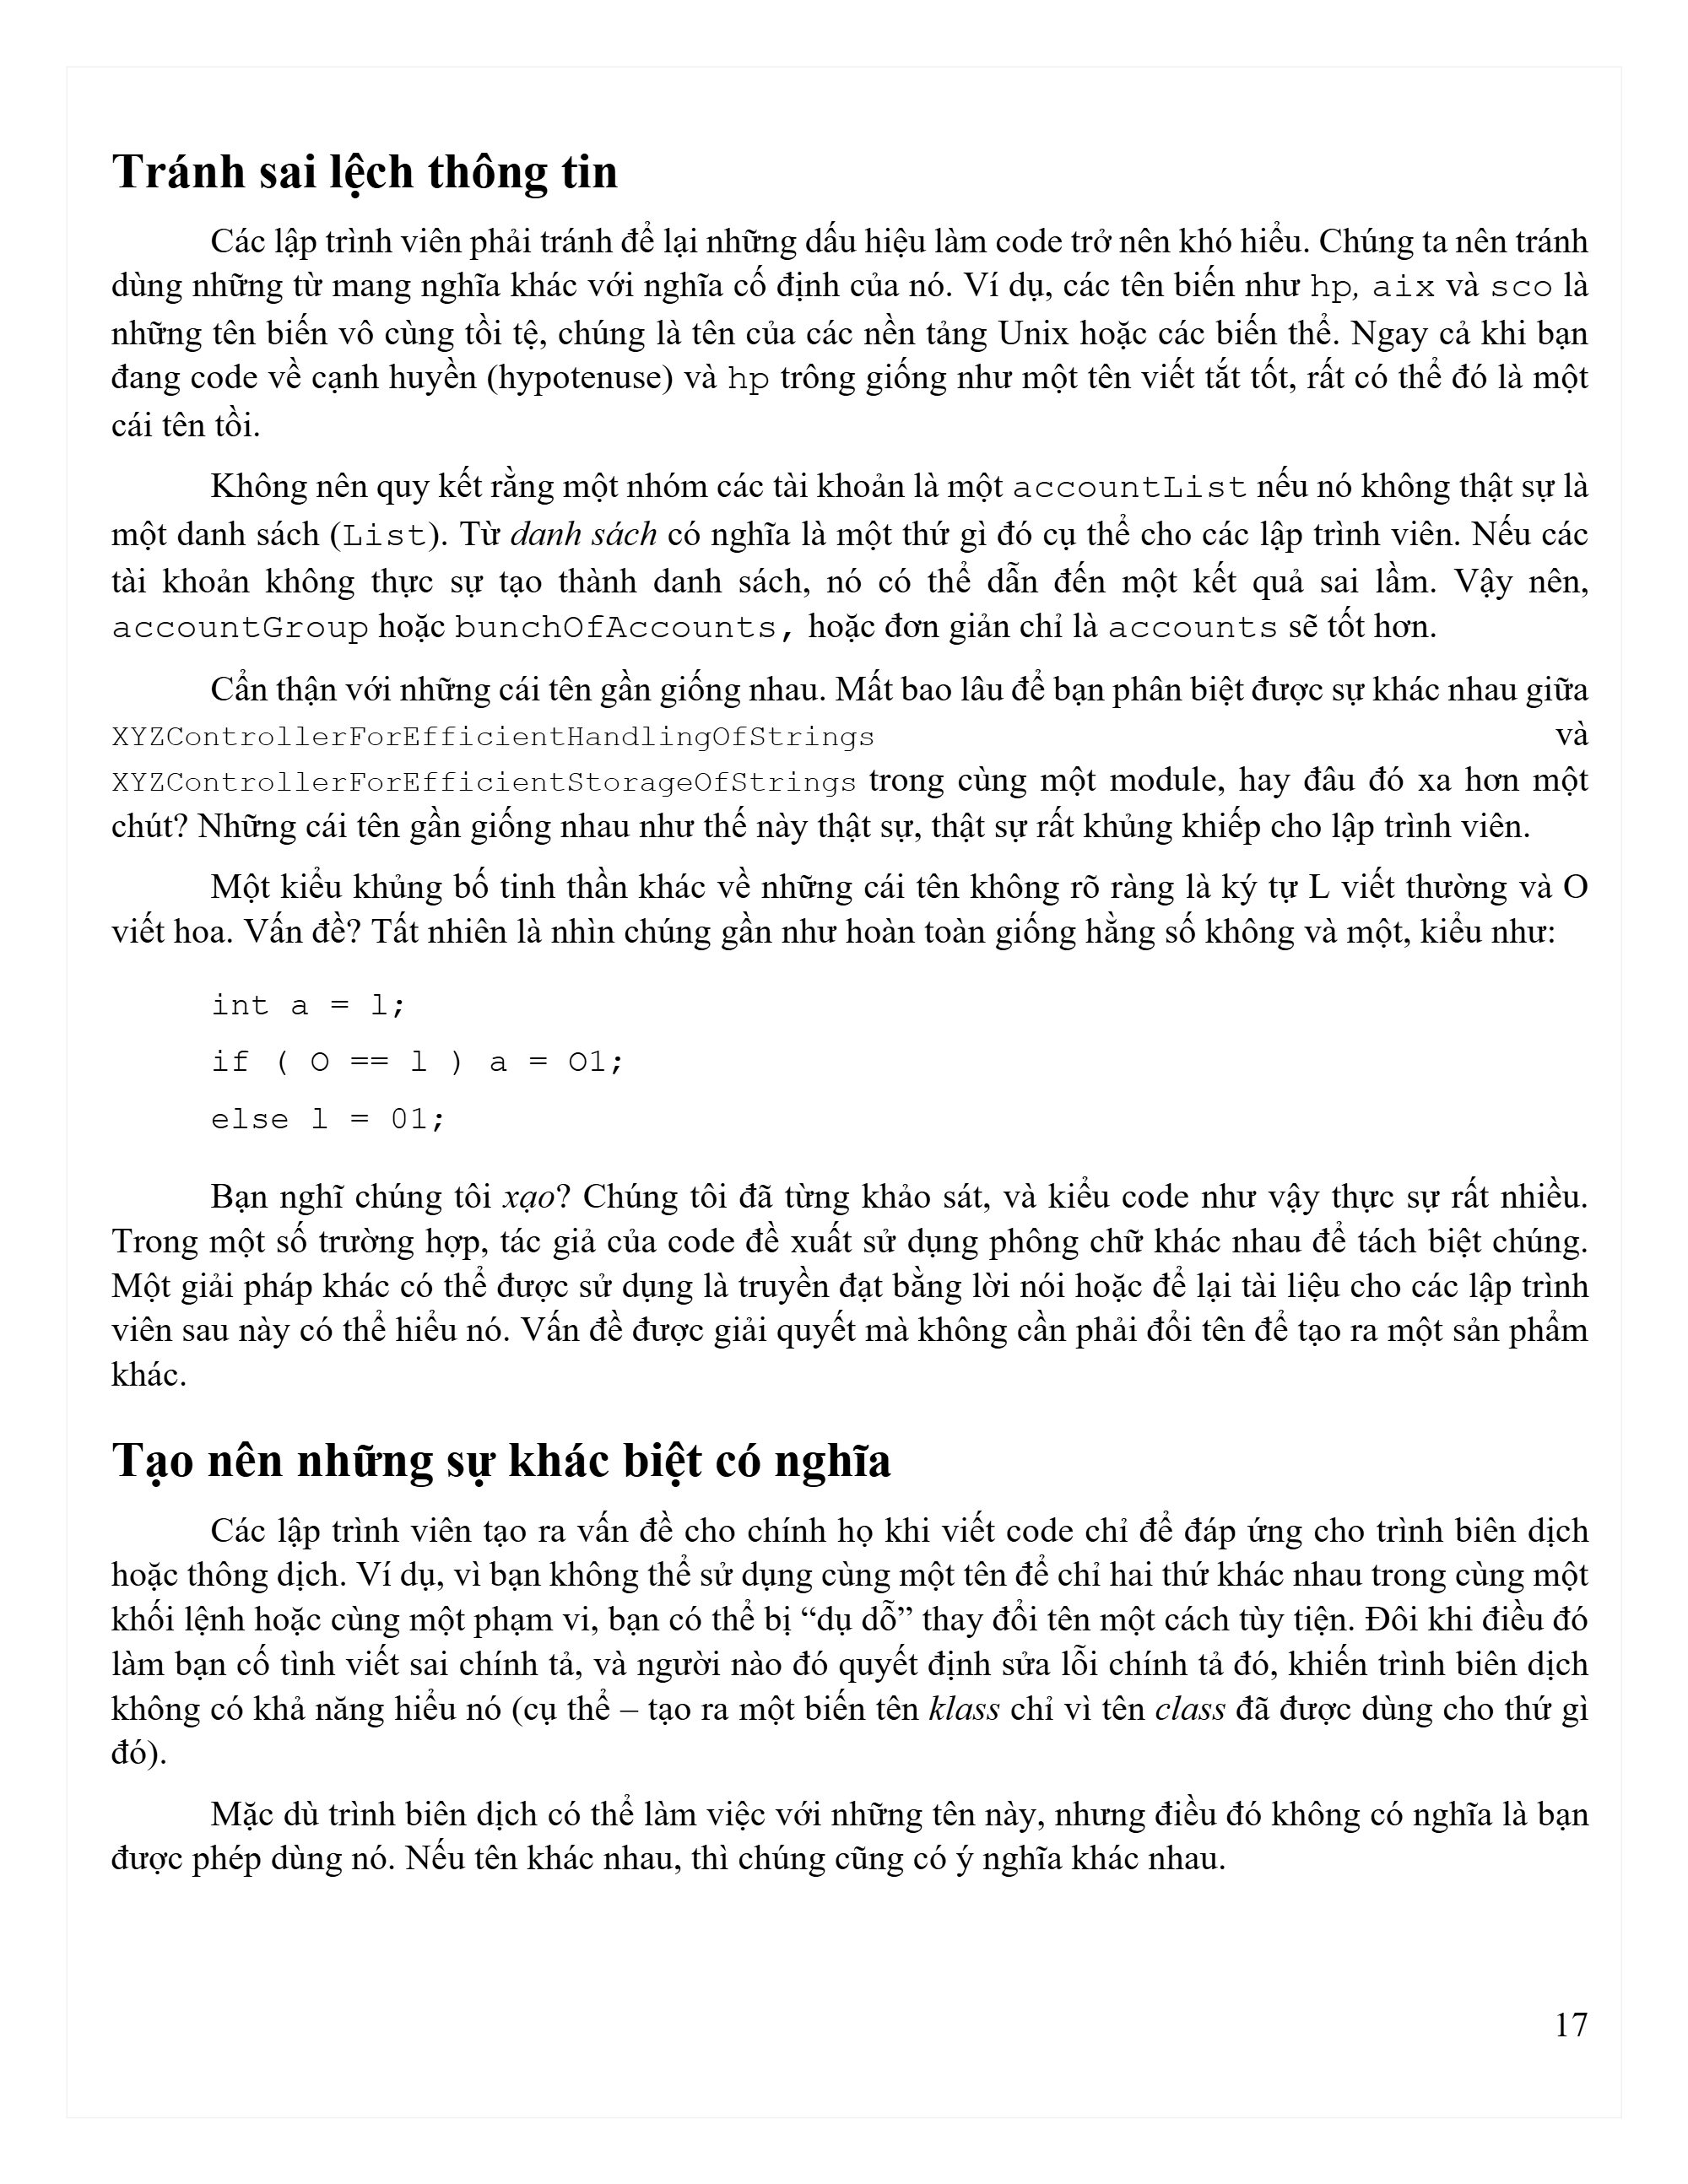 Tránh sai lệch thông tin
Các lập trình viên phải tránh để lại những dấu hiệu làm code trở nên khó hiểu. Chúng ta nên tránh
dùng những từ mang nghĩa khác với nghĩa cố định của nó. Ví dụ, các tên biến như hp, aix và sco là
những tên biến vô cùng tồi tệ, chúng là tên của các nền tảng Unix hoặc các biến thể. Ngay cả khi bạn
đang code về cạnh huyền (hypotenuse) và hp trông giống như một tên viết tắt tốt, rất có thể đó là một
cái tên tồi.
Không nên quy kết rằng một nhóm các tài khoản là một accountList nếu nó không thật sự là
một danh sách (List). Từ danh sách có nghĩa là một thứ gì đó cụ thể cho các lập trình viên. Nếu các
tài khoản không thực sự tạo thành danh sách, nó có thể dẫn đến một kết quả sai lầm. Vậy nên,
accountGroup hoặc bunchOfAccounts, hoặc đơn giản chỉ là accounts sẽ tốt hơn.
Cẩn thận với những cái tên gần giống nhau. Mất bao lâu để bạn phân biệt được sự khác nhau giữa
XYZControllerForEfficientHandlingOfStrings và
XYZControllerForEfficientStorageOfStrings trong cùng một module, hay đâu đó xa hơn một
chút? Những cái tên gần giống nhau như thế này thật sự, thật sự rất khủng khiếp cho lập trình viên.
Một kiểu khủng bố tinh thần khác về những cái tên không rõ ràng là ký tự L viết thường và O
viết hoa. Vấn đề? Tất nhiên là nhìn chúng gần như hoàn toàn giống hằng số không và một, kiểu như:
int a = l;
if ( O == l ) a = O1;
else l = 01;
Bạn nghĩ chúng tôi xạo? Chúng tôi đã từng khảo sát, và kiểu code như vậy thực sự rất nhiều.
Trong một số trường hợp, tác giả của code đề xuất sử dụng phông chữ khác nhau để tách biệt chúng.
Một giải pháp khác có thể được sử dụng là truyền đạt bằng lời nói hoặc để lại tài liệu cho các lập trình
viên sau này có thể hiểu nó. Vấn đề được giải quyết mà không cần phải đổi tên để tạo ra một sản phẩm
khác.
Tạo nên những sự khác biệt có nghĩa
Các lập trình viên tạo ra vấn đề cho chính họ khi viết code chỉ để đáp ứng cho trình biên dịch
hoặc thông dịch. Ví dụ, vì bạn không thể sử dụng cùng một tên để chỉ hai thứ khác nhau trong cùng một
khối lệnh hoặc cùng một phạm vi, bạn có thể bị “dụ dỗ” thay đổi tên một cách tùy tiện. Đôi khi điều đó
làm bạn cố tình viết sai chính tả, và người nào đó quyết định sửa lỗi chính tả đó, khiến trình biên dịch
không có khả năng hiểu nó (cụ thể – tạo ra một biến tên klass chỉ vì tên class đã được dùng cho thứ gì
đó).
Mặc dù trình biên dịch có thể làm việc với những tên này, nhưng điều đó không có nghĩa là bạn
được phép dùng nó. Nếu tên khác nhau, thì chúng cũng có ý nghĩa khác nhau.
17